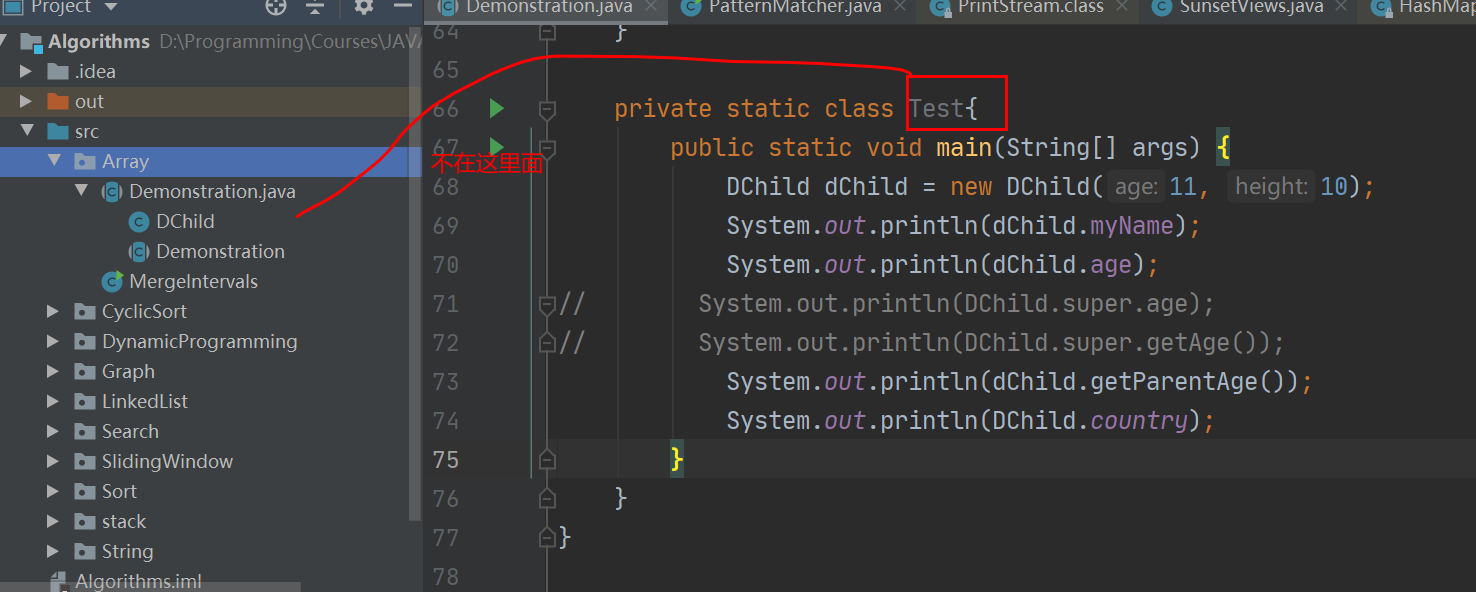 Project
Demonstration.java
PatternMatcher.java
PrintStream.class
SunsetViews.java
HashMap
Algorithms D:\Programming\Courses\JAVA
.idea
out
src
Array
Demonstration.java
DChild
Demonstration
MergeIntervals
CyclicSort
DynamicProgramming
Graph
LinkedList
Search
SlidingWindow
Sort
stack
String
Algorithms.iml
不在这里面
64 }
65
66 private static class Test{
67 public static void main(String[] args) {
68 DChild dChild = new DChild( age: 11, height: 10);
69 System.out.println(dChild.myName);
70 System.out.println(dChild.age);
71 // System.out.println(DChild.super.age);
72 // System.out.println(DChild.super.getAge());
73 System.out.println(dChild.getParentAge());
74 System.out.println(DChild.country);
75 }
76 }
77 }
78